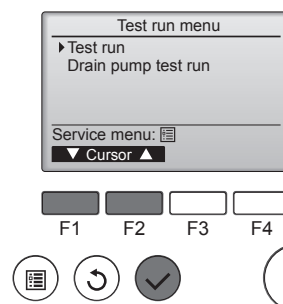 Test run menu
Test run
Drain pump test run
Service menu:
▼ Cursor ▲
F1 F2 F3 F4